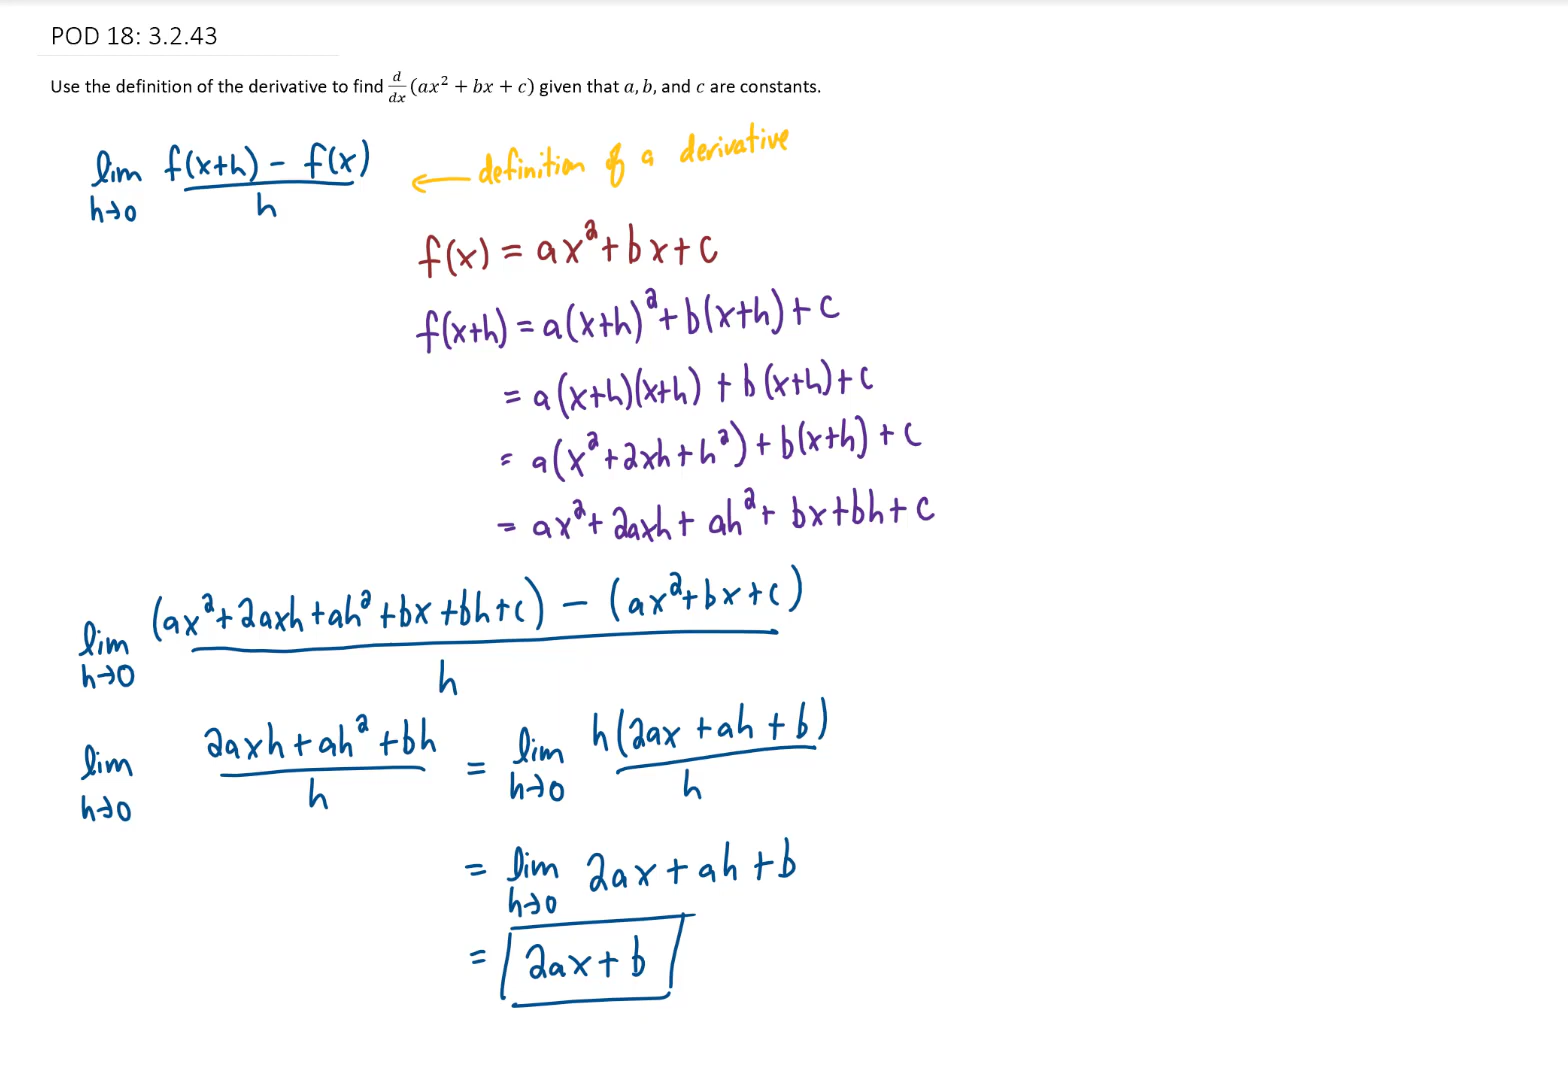 POD 18: 3.2.43
Use the definition of the derivative to find d/dx (ax² + bx + c) given that a, b, and c are constants.
lim h→0 (f(x+h) - f(x))/h ← definition of a derivative
f(x) = ax² + bx + c
f(x+h) = a(x+h)² + b(x+h) + c
= a(x+h)(x+h) + b(x+h) + c
= a(x² + 2xh + h²) + b(x+h) + c
= ax² + 2axh + ah² + bx + bh + c
lim h→0 ((ax² + 2axh + ah² + bx + bh + c) - (ax² + bx + c))/h
lim h→0 (2axh + ah² + bh)/h = lim h→0 h(2ax + ah + b)/h
= lim h→0 2ax + ah + b
= 2ax + b